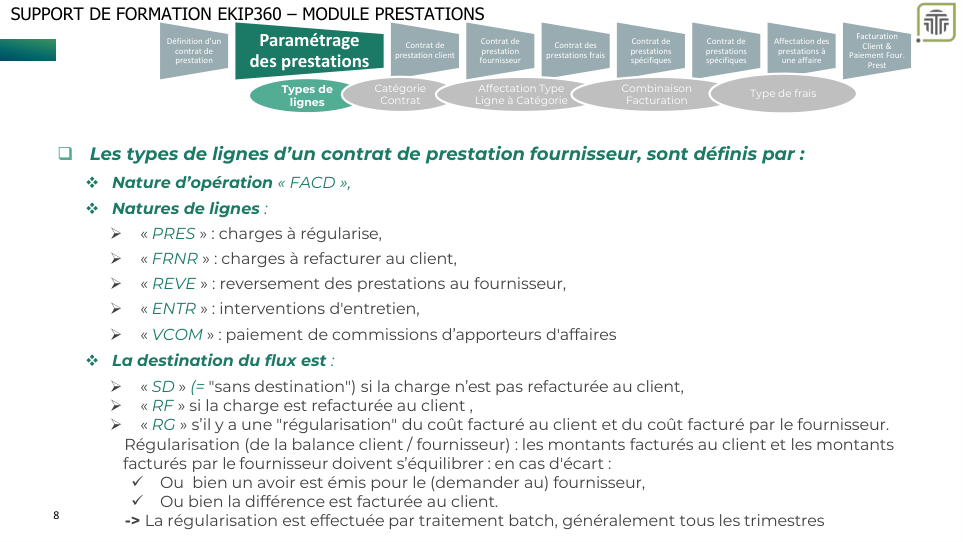 SUPPORT DE FORMATION EKIP360 – MODULE PRESTATIONS
Définition d'un
contrat de
prestation
Paramétrage
des prestations
Contrat de
prestation client
Contrat de
prestation
fournisseur
Contrat des
prestations frais
Contrat de
prestations
spécifiques
Contrat de
prestations
spécifiques
Affectation des
prestations à
une affaire
Facturation
Client &
Paiement Four.
Prest
Types de
lignes
Catégorie
Contrat
Affectation Type
Ligne à Catégorie
Combinaison
Facturation
Type de frais
Les types de lignes d'un contrat de prestation fournisseur, sont définis par :
Nature d'opération « FACD »,
Natures de lignes :
« PRES » : charges à régularise,
« FRNR » : charges à refacturer au client,
« REVE » : reversement des prestations au fournisseur,
« ENTR » : interventions d'entretien,
« VCOM » : paiement de commissions d'apporteurs d'affaires
La destination du flux est :
« SD » (= "sans destination") si la charge n'est pas refacturée au client,
« RF » si la charge est refacturée au client ,
« RG » s'il y a une "régularisation" du coût facturé au client et du coût facturé par le fournisseur.
Régularisation (de la balance client / fournisseur) : les montants facturés au client et les montants
facturés par le fournisseur doivent s'équilibrer : en cas d'écart :
Ou bien un avoir est émis pour le (demander au) fournisseur,
Ou bien la différence est facturée au client.
-> La régularisation est effectuée par traitement batch, généralement tous les trimestres
8